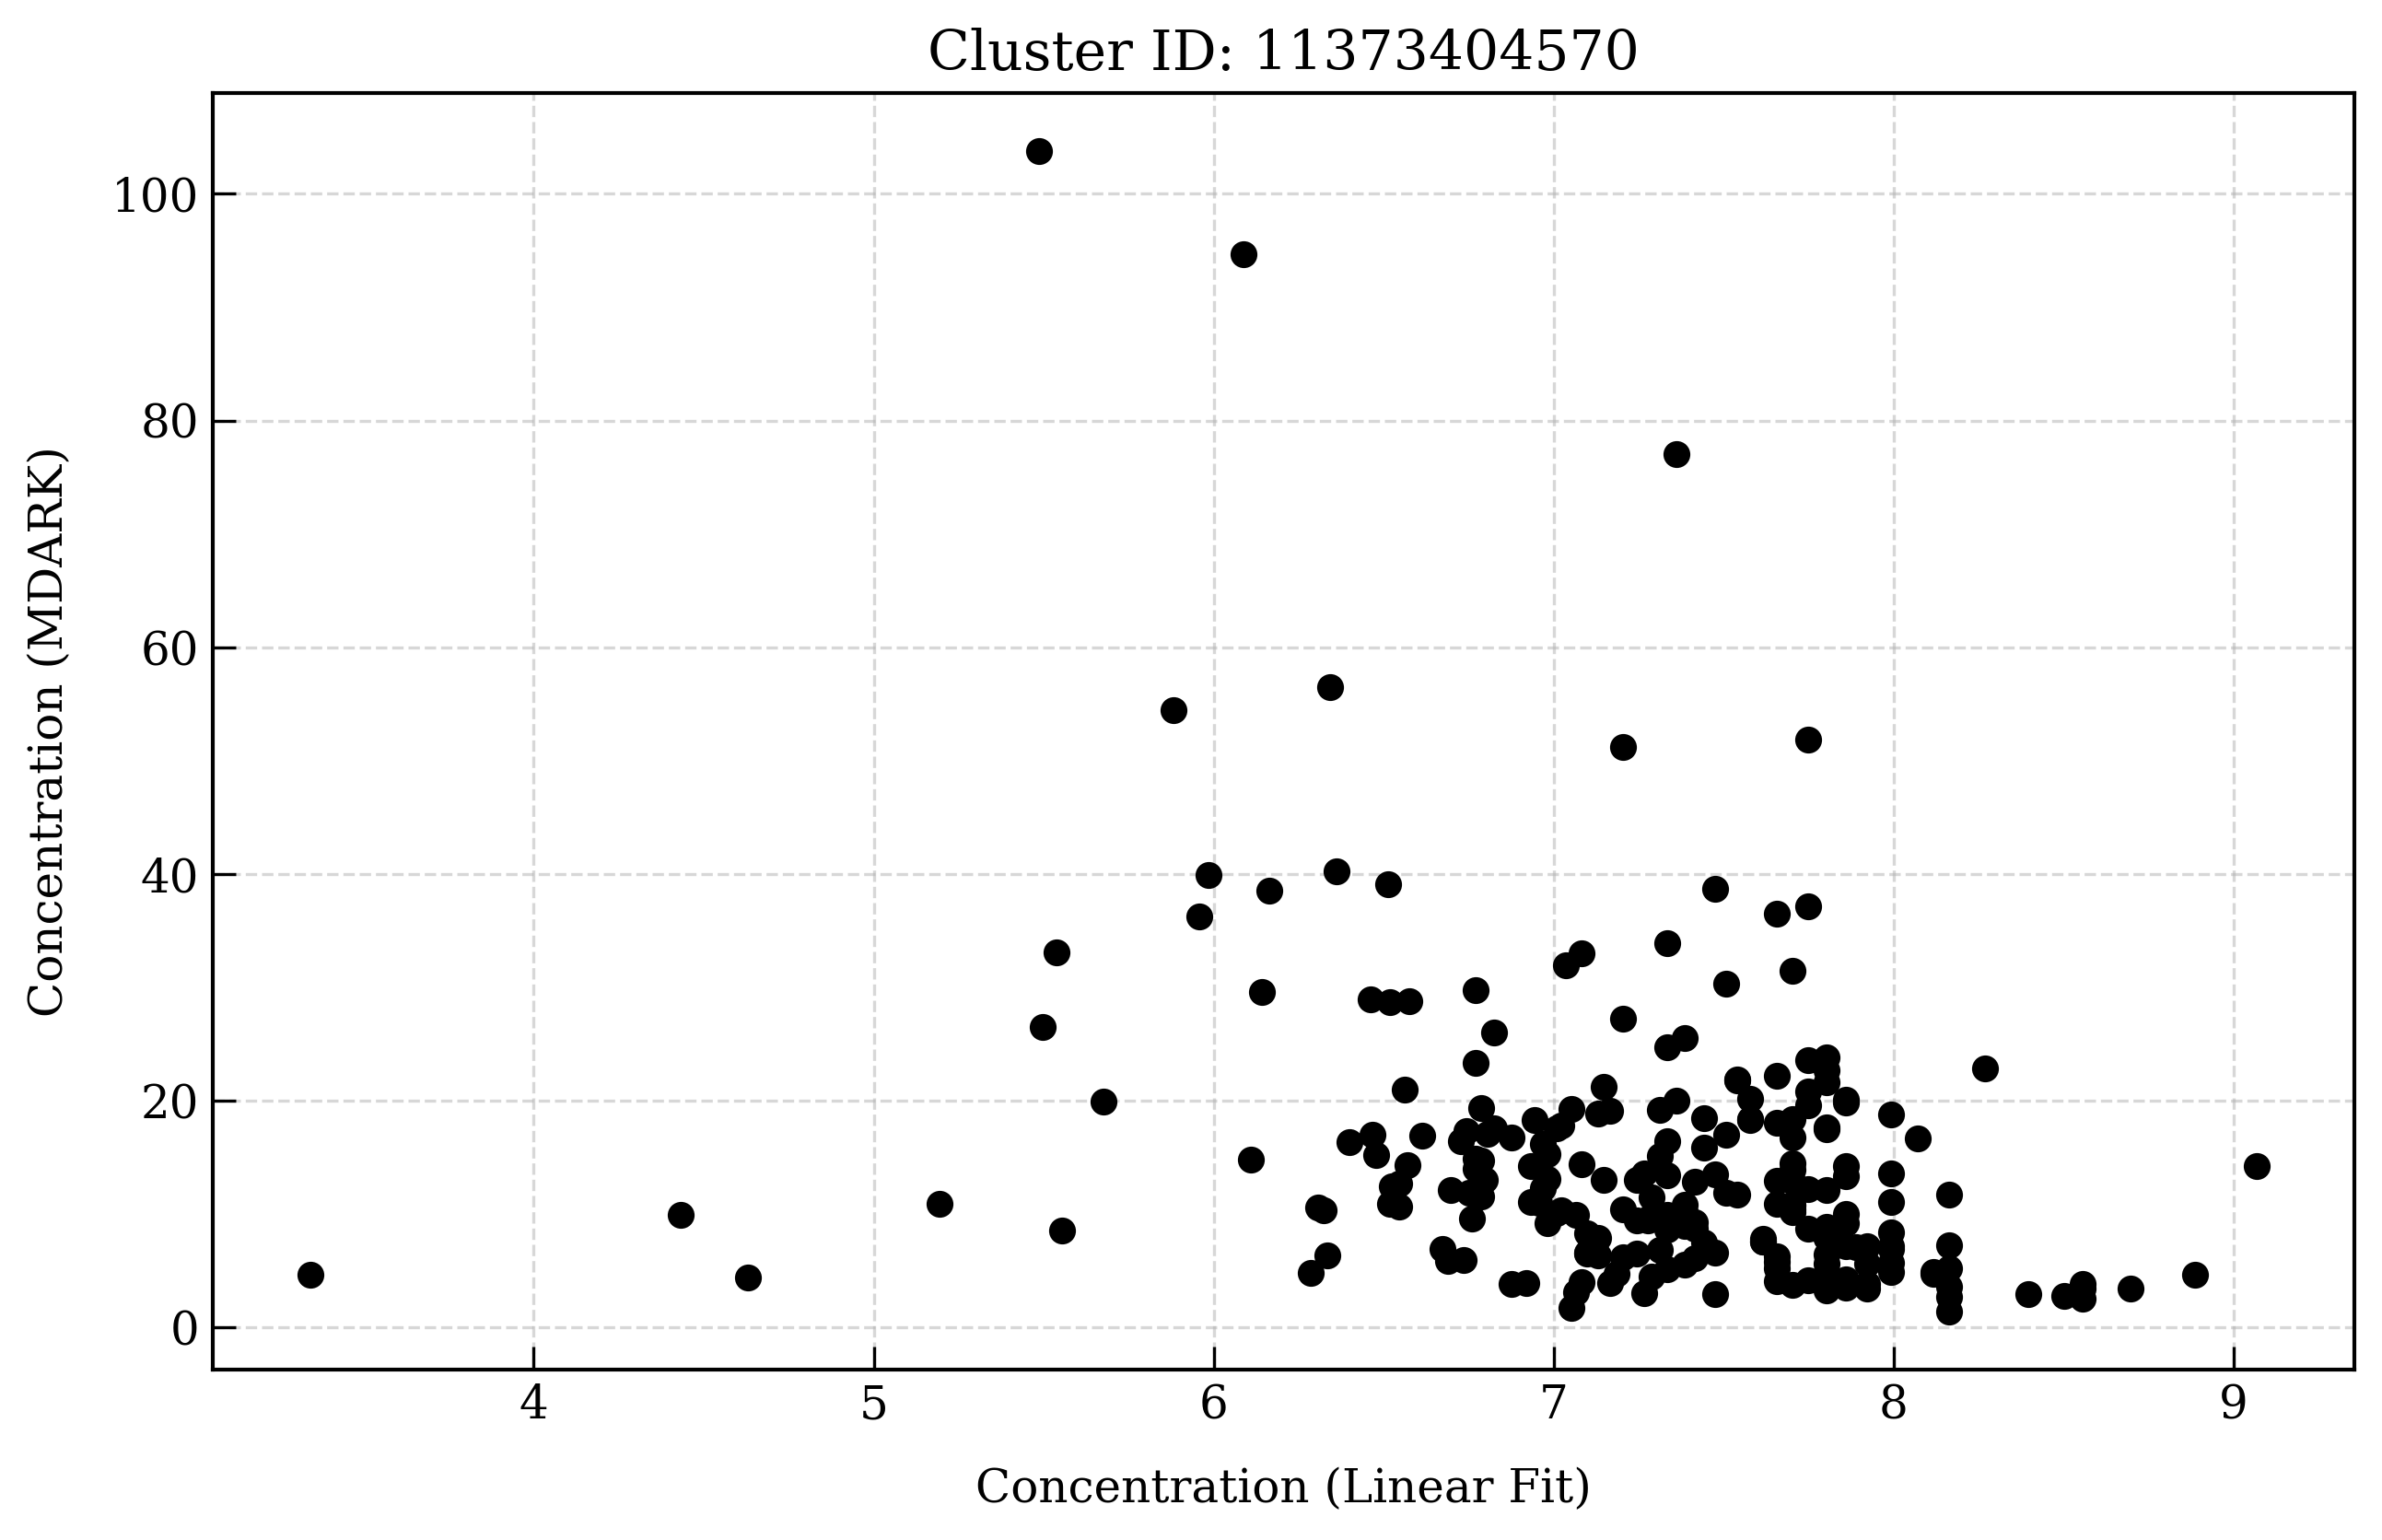 Cluster ID: 11373404570
Concentration (MDARK)
100
80
60
40
20
0
4 5 6 7 8 9
Concentration (Linear Fit)